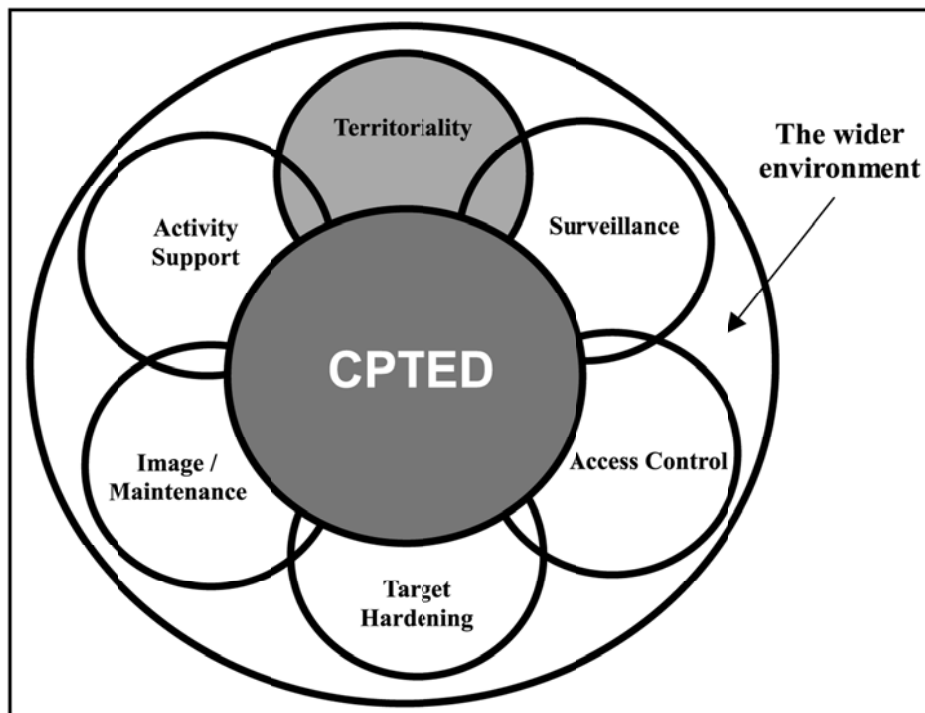 Territoriality
The wider
environment
Surveillance
Activity
Support
CPTED
Image /
Maintenance
Access Control
Target
Hardening